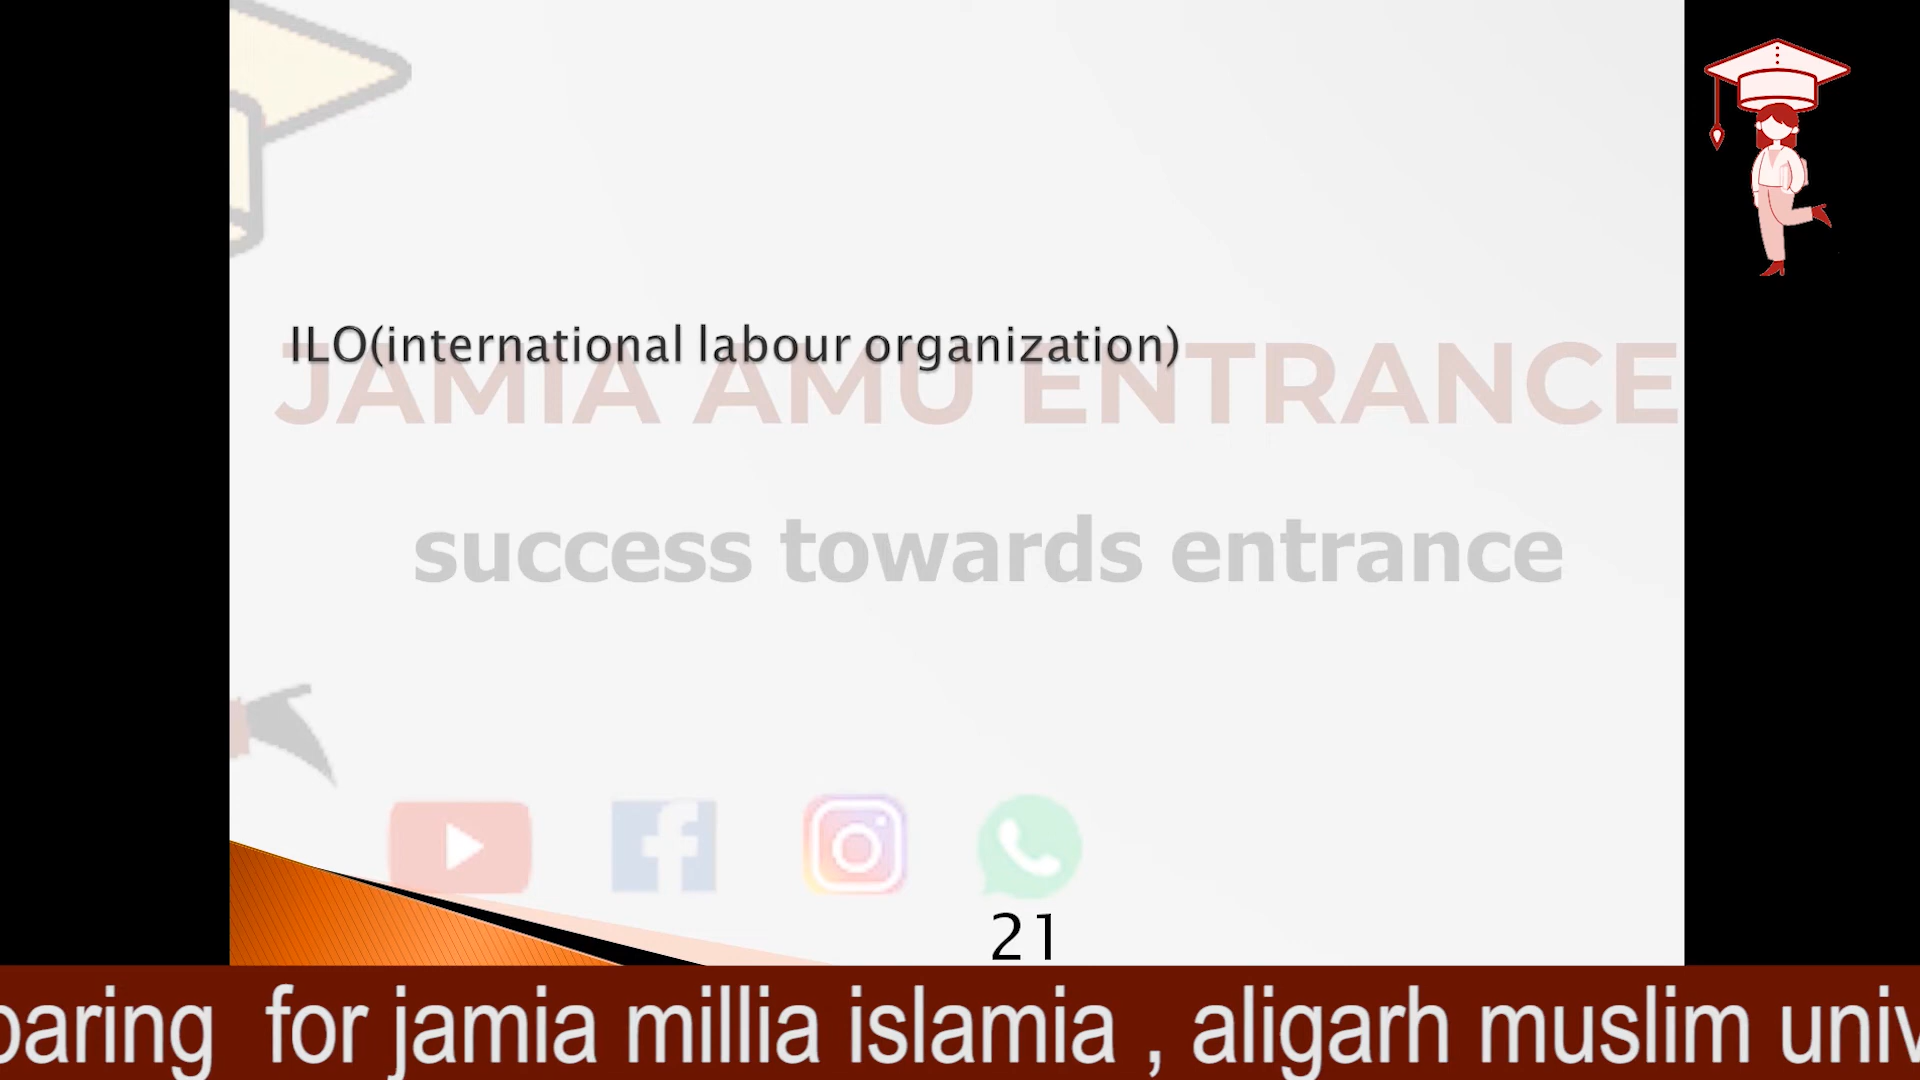 ILO(international labour organization)
JAMIA AMU ENTRANCE
success towards entrance
21
paring for jamia millia islamia , aligarh muslim univ